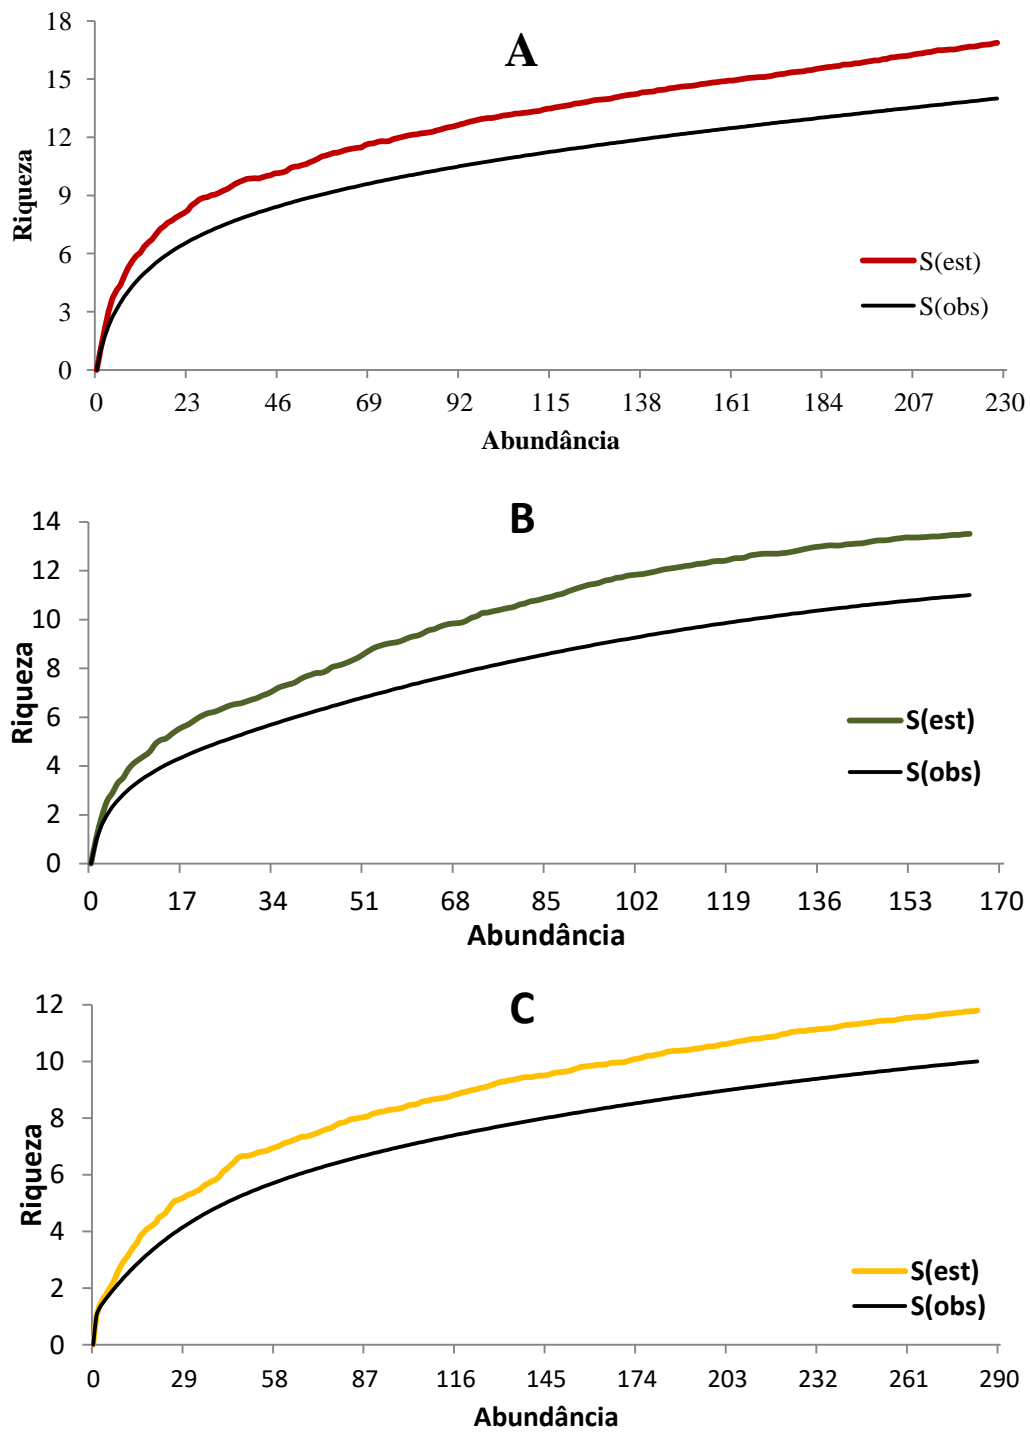 A
18
15
12
9
6
3
0
Riqueza
S(est)
S(obs)
0 23 46 69 92 115 138 161 184 207 230
Abundância
B
14
12
10
8
6
4
2
0
Riqueza
S(est)
S(obs)
0 17 34 51 68 85 102 119 136 153 170
Abundância
C
12
10
8
6
4
2
0
Riqueza
S(est)
S(obs)
0 29 58 87 116 145 174 203 232 261 290
Abundância